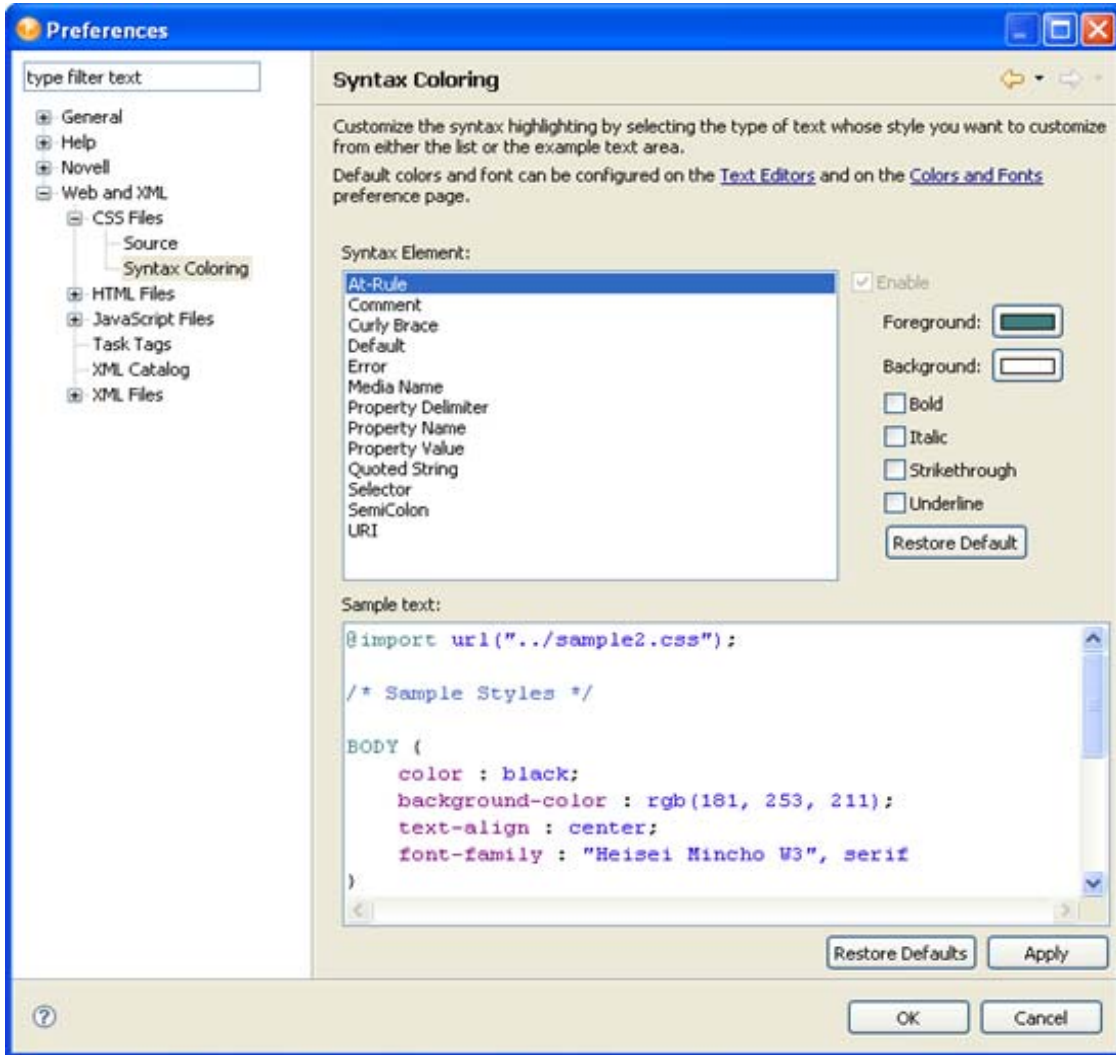 Preferences
type filter text
General
Help
Novell
Web and XML
CSS Files
Source
Syntax Coloring
HTML Files
JavaScript Files
Task Tags
XML Catalog
XML Files
Syntax Coloring
Customize the syntax highlighting by selecting the type of text whose style you want to customize
from either the list or the example text area.
Default colors and font can be configured on the Text Editors and on the Colors and Fonts
preference page.
Syntax Element:
At-Rule
Comment
Curly Brace
Default
Error
Media Name
Property Delimiter
Property Name
Property Value
Quoted String
Selector
SemiColon
URI
Enable
Foreground:
Background:
Bold
Italic
Strikethrough
Underline
Restore Default
Sample text:
@import url("../sample2.css");
/* Sample Styles */
BODY {
color : black;
background-color : rgb(181, 253, 211);
text-align : center;
font-family : "Heisei Mincho W3", serif
}
Restore Defaults
Apply
?
OK
Cancel